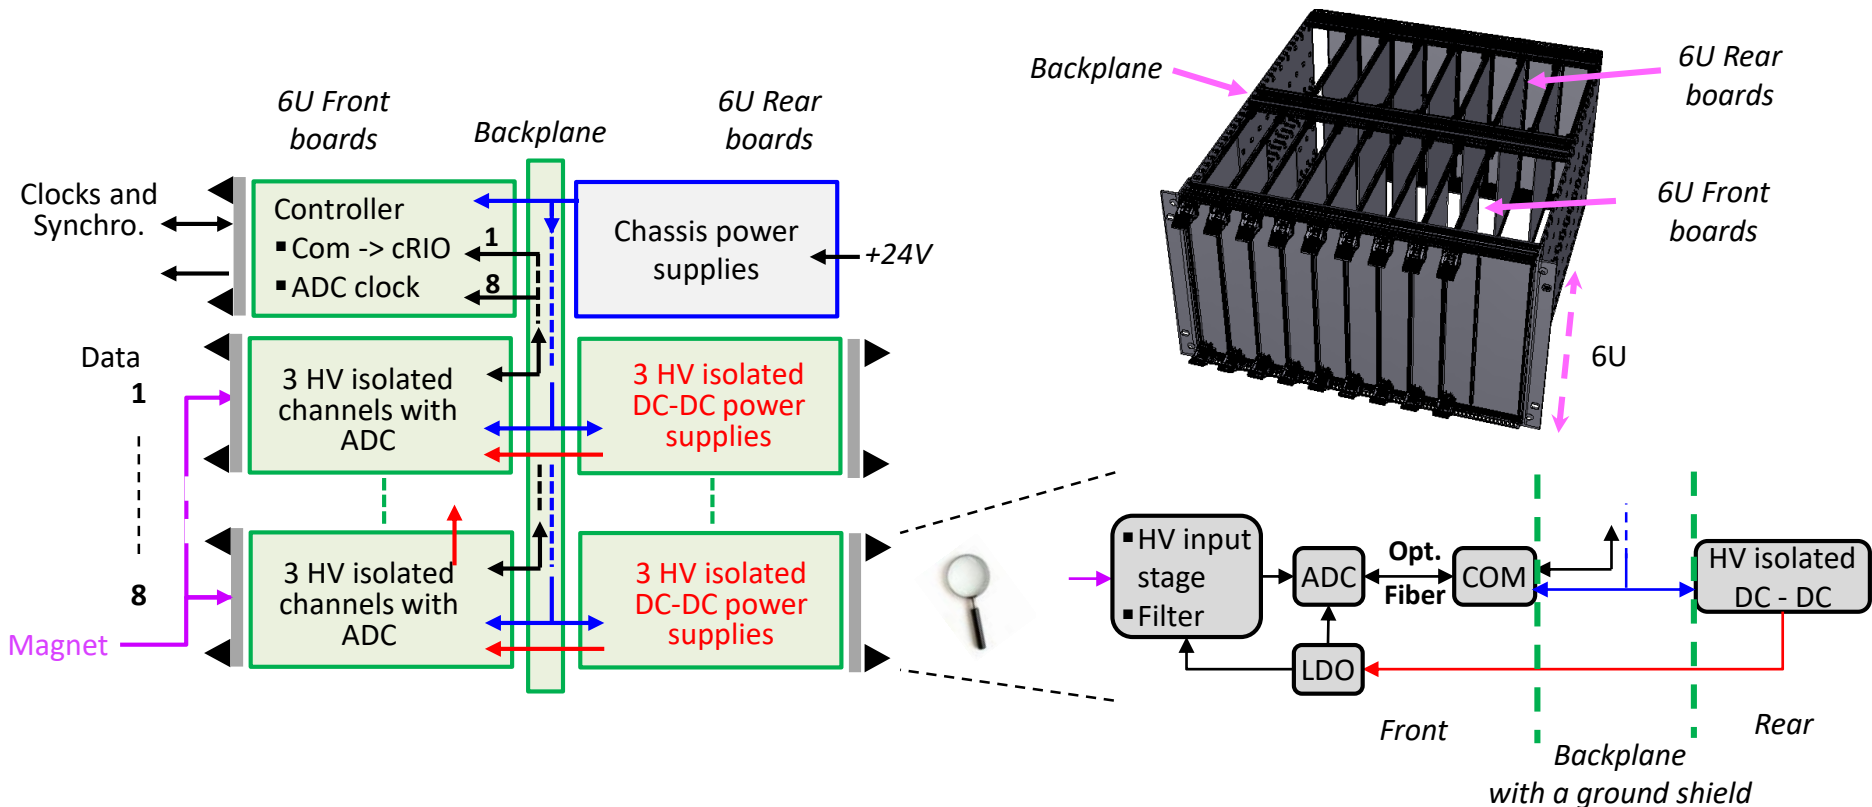 6U Front
boards
Backplane
6U Rear
boards
Clocks and
Synchro.
Controller
▪ Com -> cRIO
▪ ADC clock
1
8
Chassis power
supplies
+24V
Data
1
8
Magnet
3 HV isolated
channels with
ADC
3 HV isolated
DC-DC power
supplies
3 HV isolated
channels with
ADC
3 HV isolated
DC-DC power
supplies
Backplane
6U Rear
boards
6U Front
boards
6U
▪ HV input
stage
▪ Filter
ADC
Opt.
Fiber
COM
HV isolated
DC - DC
LDO
Front
Backplane
with a ground shield
Rear